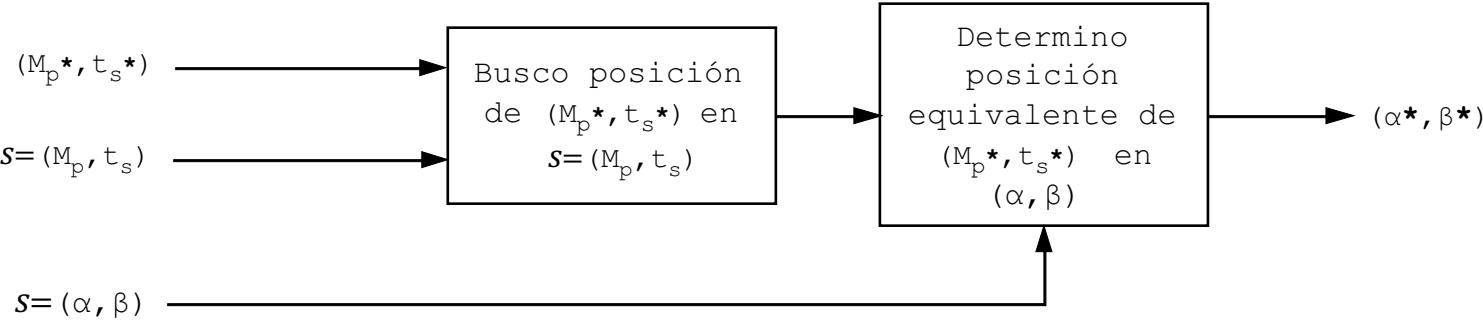 (Mp*,ts*)
s=(Mp,ts)
s=(α,β)
Busco posición
de (Mp*,ts*) en
s=(Mp,ts)
Determino
posición
equivalente de
(Mp*,ts*) en
(α,β)
(α*,β*)